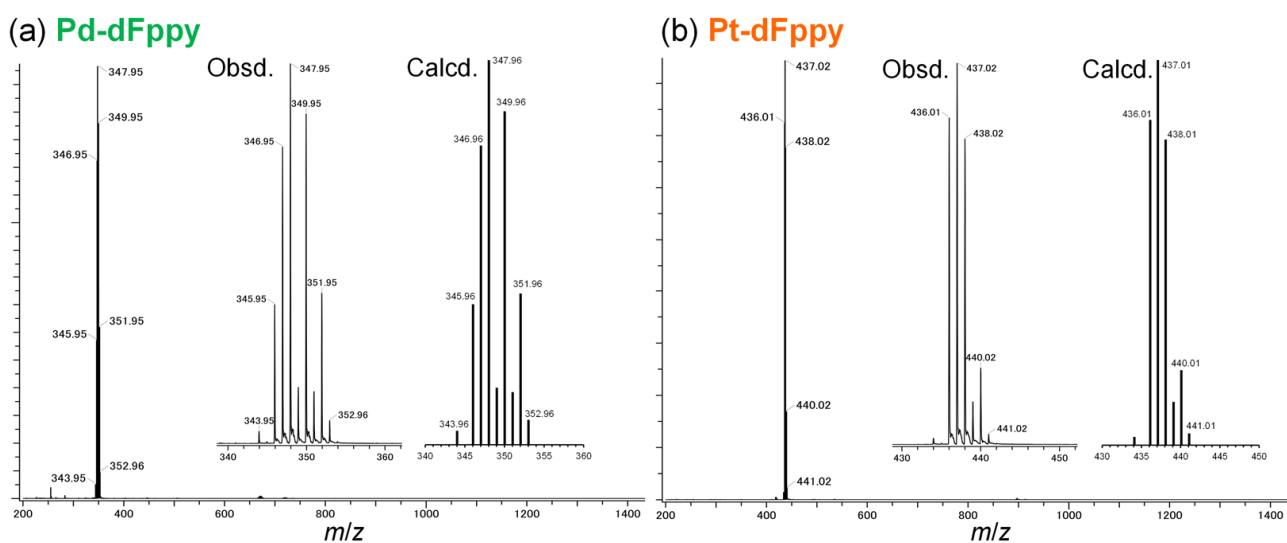 (a) Pd-dFppy
347.95
349.95
346.95
351.95
345.95
352.96
343.95
200 400 600 800 1000 1200 1400
m/z
Obsd.
347.95
349.95
346.95
345.95
351.95
343.95
352.96
340 350 360
Calcd.
347.96
349.96
346.96
345.96
351.96
343.96
352.96
340 345 350 355 360
(b) Pt-dFppy
437.02
436.01
438.02
440.02
441.02
200 400 600 800 1000 1200 1400
m/z
Obsd.
437.02
436.01
438.02
440.02
441.02
430 440 450
Calcd.
437.01
436.01
438.01
440.01
441.01
430 435 440 445 450